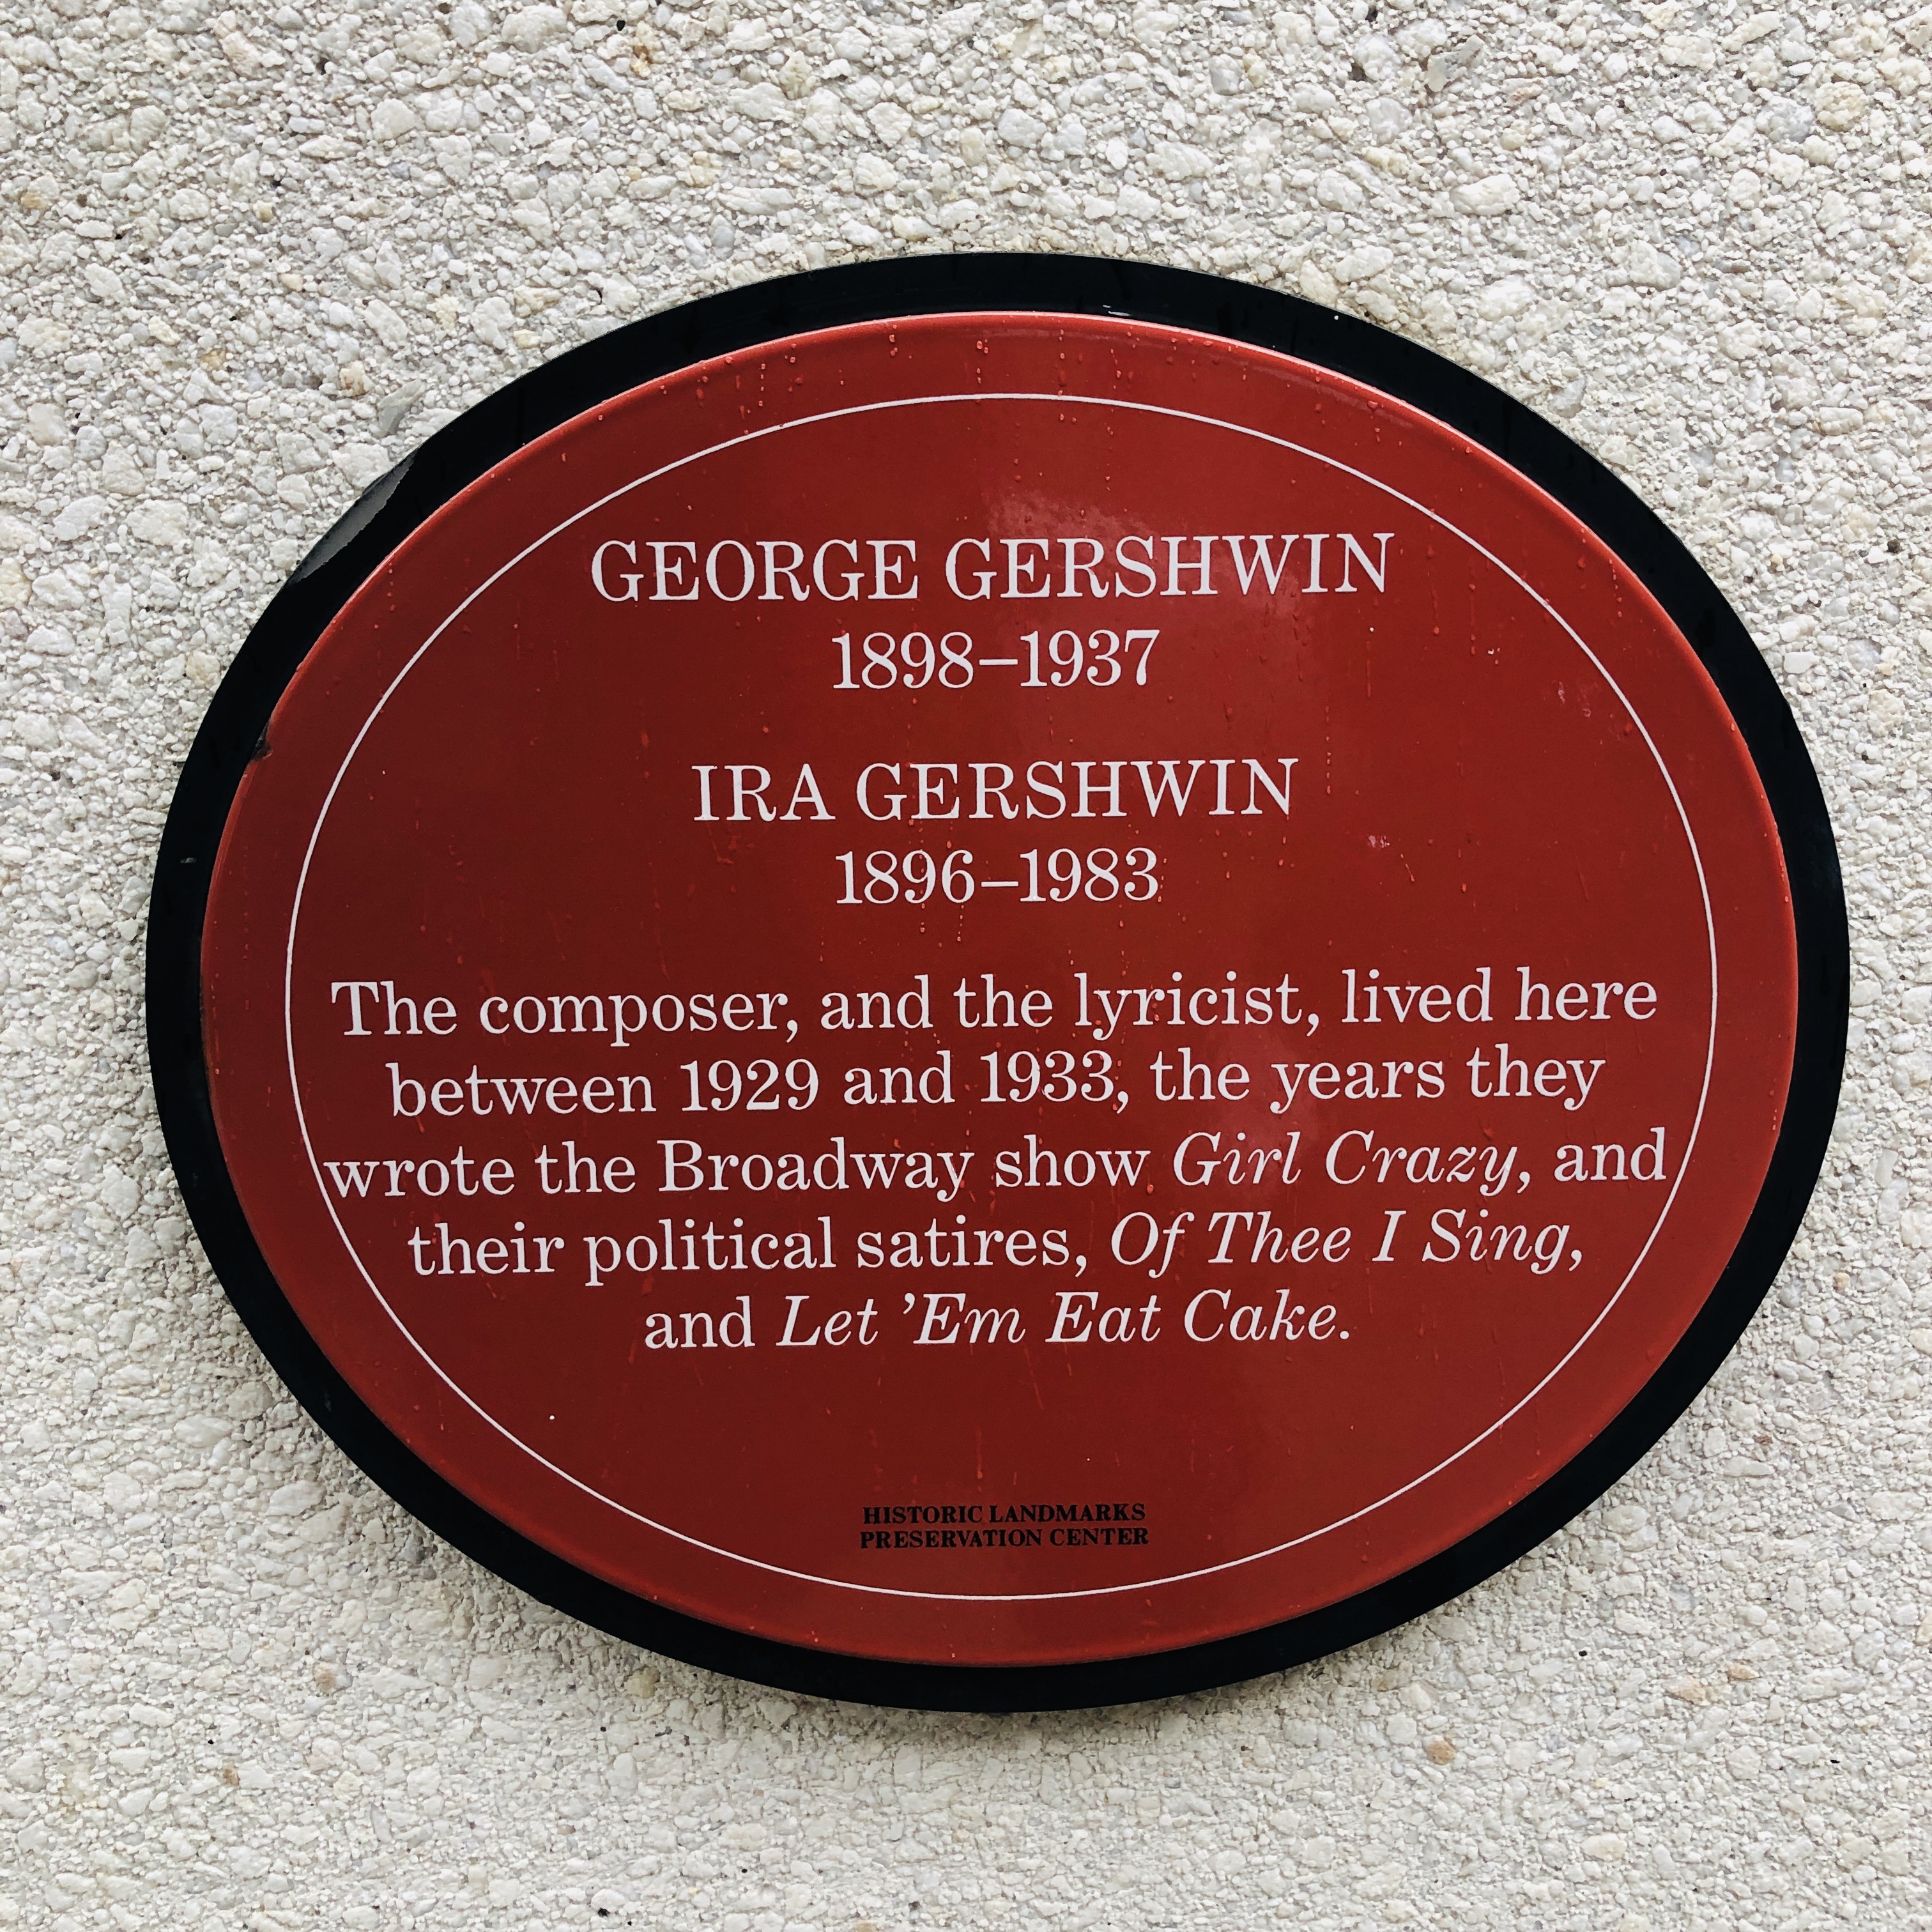 GEORGE GERSHWIN
1898–1937
IRA GERSHWIN
1896–1983
The composer, and the lyricist, lived here
between 1929 and 1933, the years they
wrote the Broadway show Girl Crazy, and
their political satires, Of Thee I Sing,
and Let ’Em Eat Cake.
HISTORIC LANDMARKS
PRESERVATION CENTER